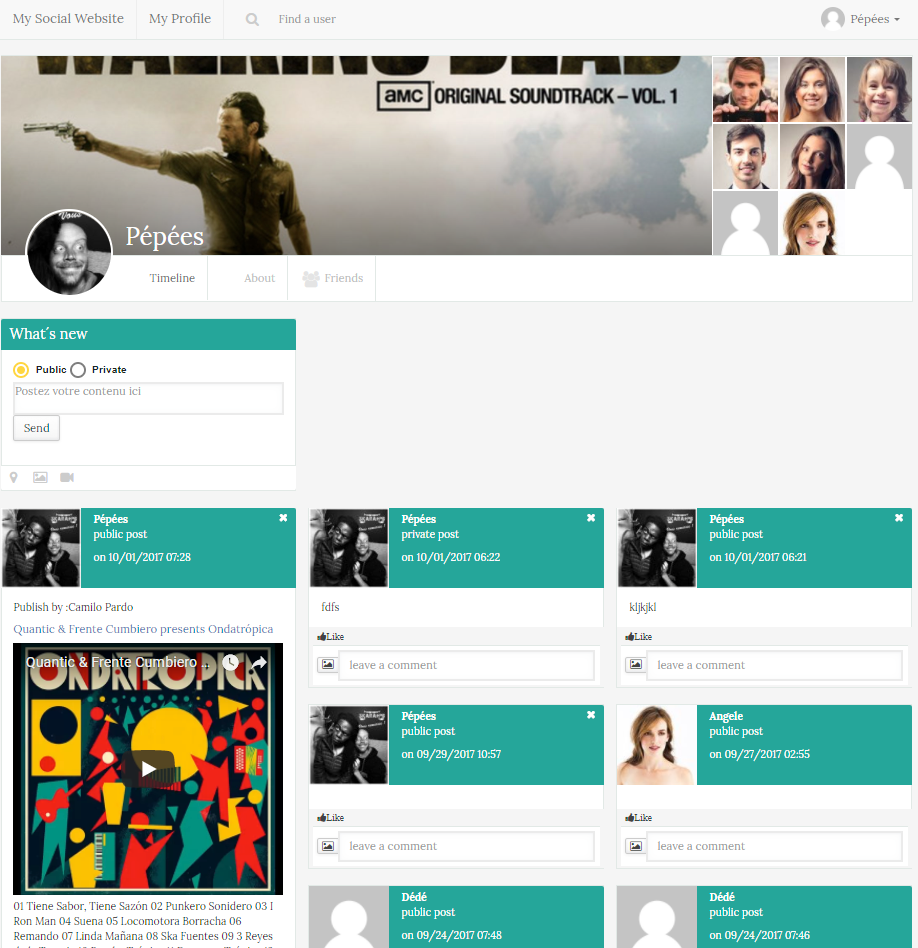 My Social Website
My Profile
Find a user
Pépées
WALKING DEAD
amc ORIGINAL SOUNDTRACK – VOL. 1
Vous
Pépées
Timeline
About
Friends
What´s new
Public
Private
Postez votre contenu ici
Send
Pépées
public post
on 10/01/2017 07:28
Publish by :Camilo Pardo
Quantic & Frente Cumbiero presents Ondatrópica
Quantic & Frente Cumbiero ...
ONDATROPICA
01 Tiene Sabor, Tiene Sazón 02 Punkero Sonidero 03 I
Ron Man 04 Suena 05 Locomotora Borracha 06
Remando 07 Linda Mañana 08 Ska Fuentes 09 3 Reyes
Pépées
private post
on 10/01/2017 06:22
fdfs
Like
leave a comment
Pépées
public post
on 10/01/2017 06:21
kljkjkl
Like
leave a comment
Pépées
public post
on 09/29/2017 10:57
Like
leave a comment
Angele
public post
on 09/27/2017 02:55
Like
leave a comment
Dédé
public post
on 09/24/2017 07:48
Dédé
public post
on 09/24/2017 07:46